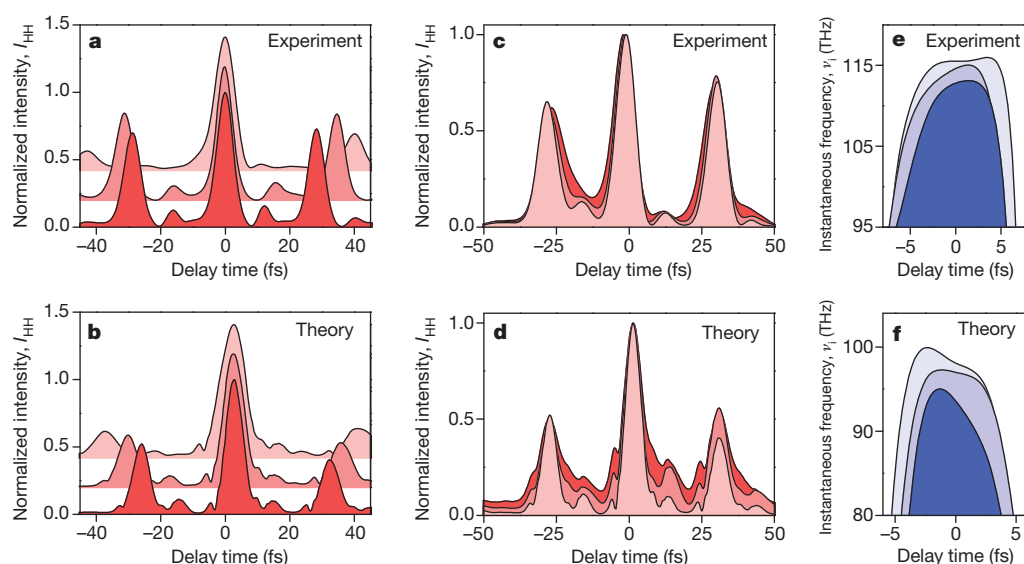 a Experiment
Normalized intensity, I_HH
1.5
1.0
0.5
0.0
−40 −20 0 20 40
Delay time (fs)
c Experiment
Normalized intensity, I_HH
1.0
0.5
0.0
−50 −25 0 25 50
Delay time (fs)
e Experiment
Instantaneous frequency, νi (THz)
115
105
95
−5 0 5
Delay time (fs)
b Theory
Normalized intensity, I_HH
1.5
1.0
0.5
0.0
−40 −20 0 20 40
Delay time (fs)
d Theory
Normalized intensity, I_HH
1.0
0.5
0.0
−50 −25 0 25 50
Delay time (fs)
f Theory
Instantaneous frequency, νi (THz)
100
90
80
−5 0 5
Delay time (fs)